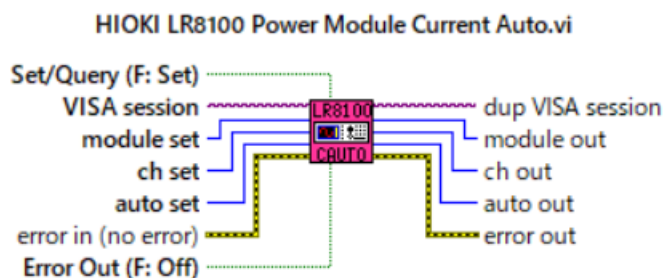 HIOKI LR8100 Power Module Current Auto.vi
Set/Query (F: Set)
VISA session
module set
ch set
auto set
error in (no error)
Error Out (F: Off)
LR8100
CAUTO
dup VISA session
module out
ch out
auto out
error out